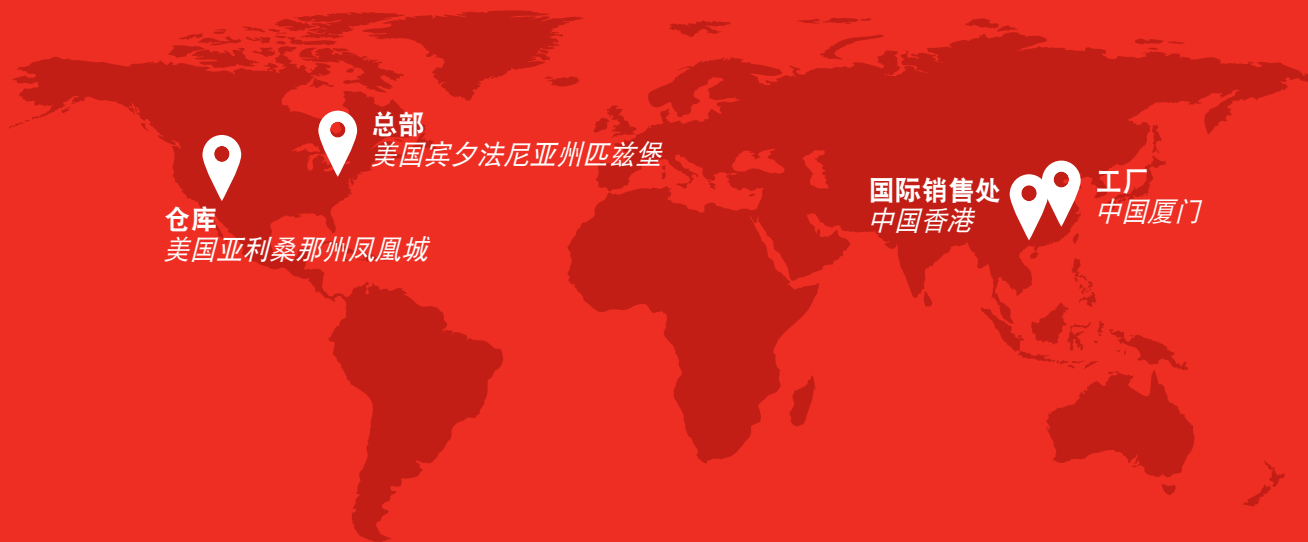 总部
美国宾夕法尼亚州匹兹堡
仓库
美国亚利桑那州凤凰城
国际销售处
中国香港
工厂
中国厦门